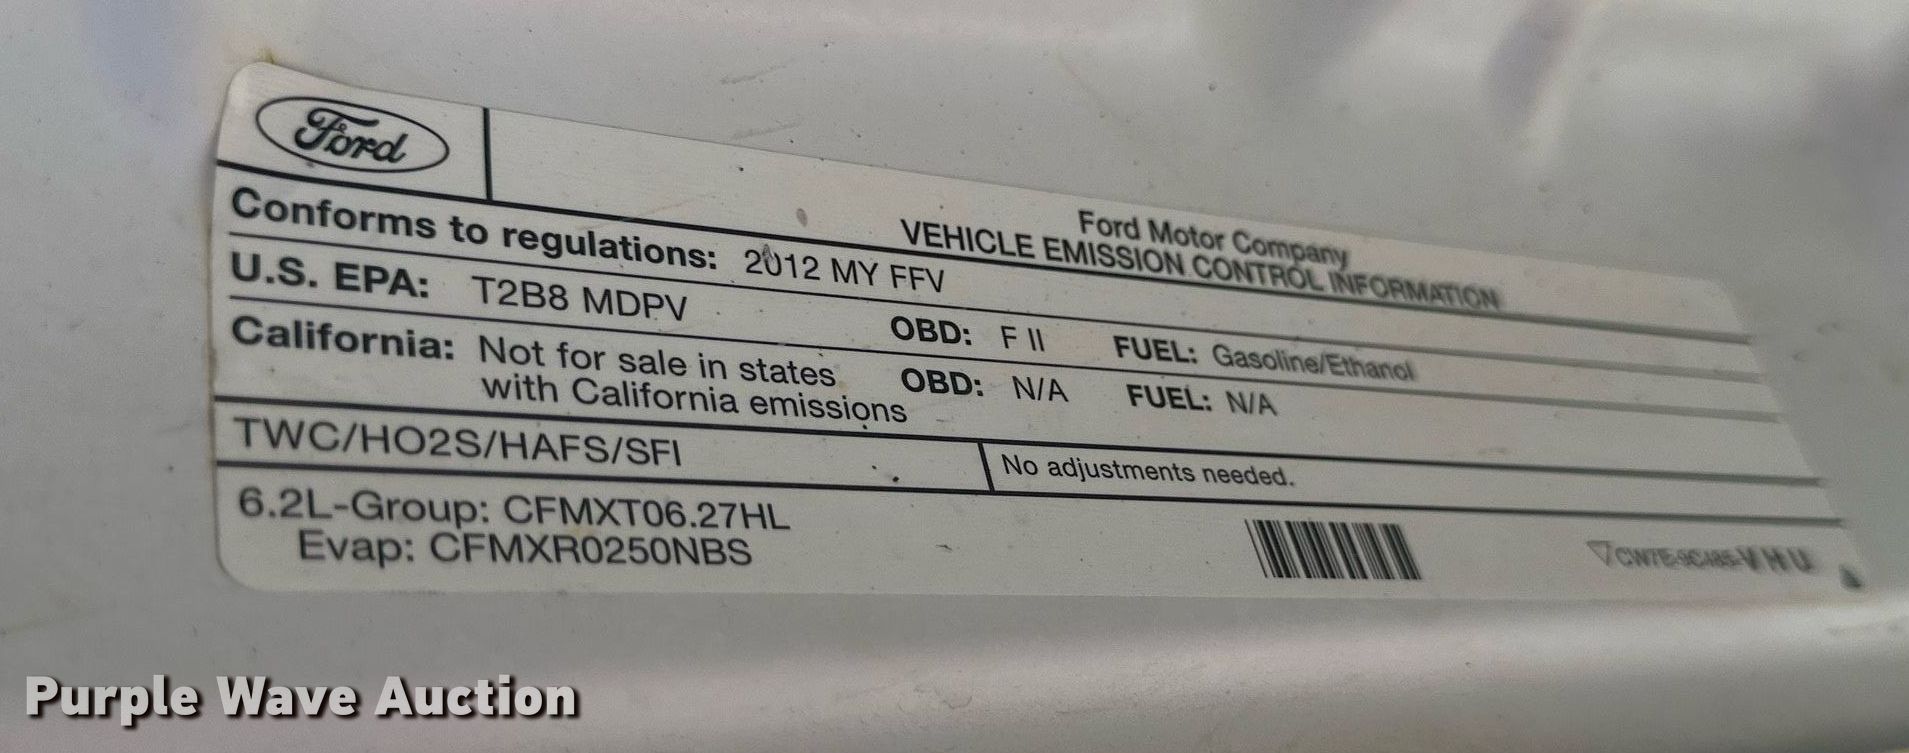 Ford
Ford Motor Company
VEHICLE EMISSION CONTROL INFORMATION
Conforms to regulations: 2012 MY FFV
U.S. EPA: T2B8 MDPV OBD: F II FUEL: Gasoline/Ethanol
California: Not for sale in states
with California emissions OBD: N/A FUEL: N/A
TWC/HO2S/HAFS/SFI No adjustments needed.
6.2L-Group: CFMXT06.27HL
Evap: CFMXR0250NBS
Purple Wave Auction